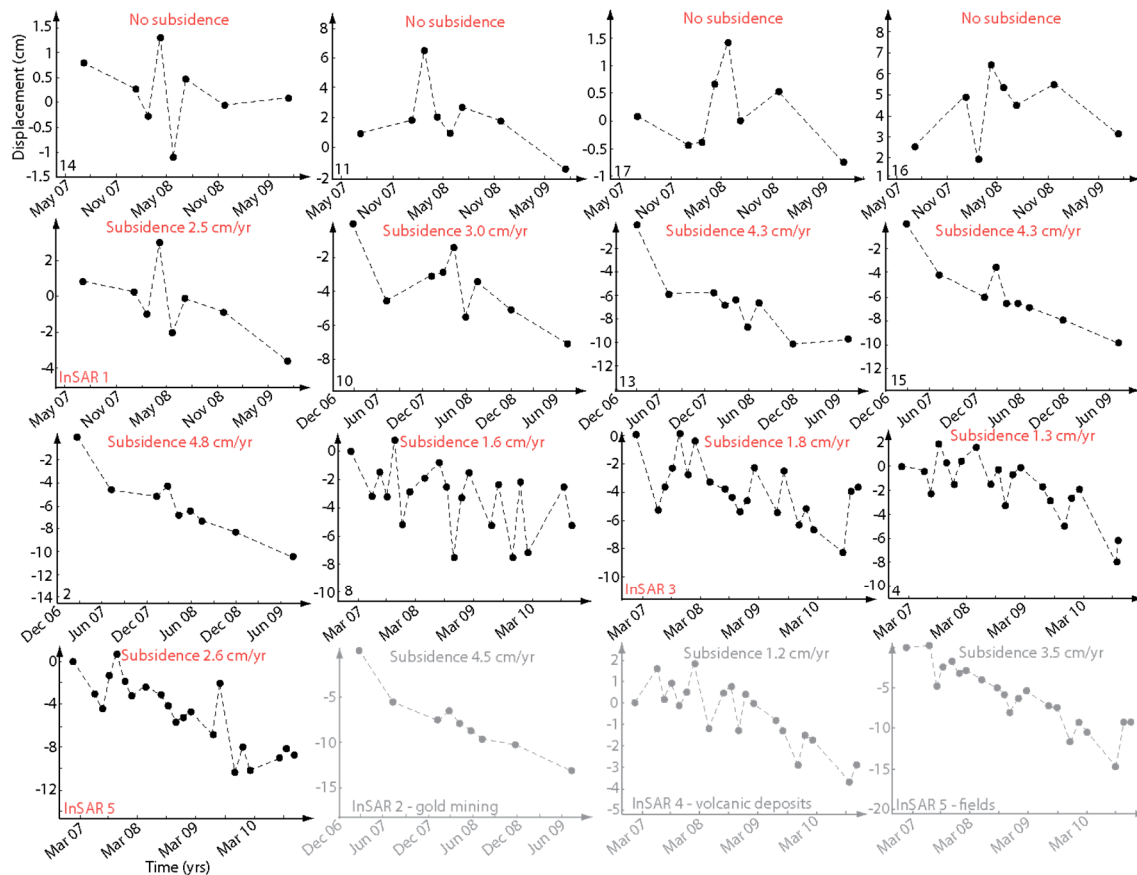 Displacement (cm)
No subsidence
1.5
1
0.5
0
-0.5
-1
-1.5
14
May 07
Nov 07
May 08
Nov 08
May 09
No subsidence
8
6
4
2
0
-2
11
May 07
Nov 07
May 08
Nov 08
May 09
No subsidence
1.5
1
0.5
0
-0.5
-1
17
May 07
Nov 07
May 08
Nov 08
May 09
No subsidence
8
7
6
5
4
3
2
1
16
May 07
Nov 07
May 08
Nov 08
May 09
Subsidence 2.5 cm/yr
2
0
-2
-4
InSAR 1
May 07
Nov 07
May 08
Nov 08
May 09
Subsidence 3.0 cm/yr
0
-2
-4
-6
-8
10
Dec 06
Jun 07
Dec 07
Jun 08
Dec 08
Jun 09
Subsidence 4.3 cm/yr
0
-2
-4
-6
-8
-10
-12
13
Dec 06
Jun 07
Dec 07
Jun 08
Dec 08
Jun 09
Subsidence 4.3 cm/yr
0
-2
-4
-6
-8
-10
-12
15
Dec 06
Jun 07
Dec 07
Jun 08
Dec 08
Jun 09
Subsidence 4.8 cm/yr
0
-2
-4
-6
-8
-10
-12
-14
2
Dec 06
Jun 07
Dec 07
Jun 08
Dec 08
Jun 09
Subsidence 1.6 cm/yr
0
-2
-4
-6
-8
-10
8
Mar 07
Mar 08
Mar 09
Mar 10
Subsidence 1.8 cm/yr
0
-2
-4
-6
-8
-10
InSAR 3
Mar 07
Mar 08
Mar 09
Mar 10
Subsidence 1.3 cm/yr
2
0
-2
-4
-6
-8
-10
4
Mar 07
Mar 08
Mar 09
Mar 10
Subsidence 2.6 cm/yr
0
-4
-8
-12
InSAR 5
Mar 07
Mar 08
Mar 09
Mar 10
Time (yrs)
Subsidence 4.5 cm/yr
0
-5
-10
-15
InSAR 2 - gold mining
Dec 06
Jun 07
Dec 07
Jun 08
Dec 08
Jun 09
Subsidence 1.2 cm/yr
2
1
0
-1
-2
-3
-4
-5
InSAR 4 - volcanic deposits
Mar 07
Mar 08
Mar 09
Mar 10
Subsidence 3.5 cm/yr
-5
-10
-15
-20
InSAR 5 - fields
Mar 07
Mar 08
Mar 09
Mar 10